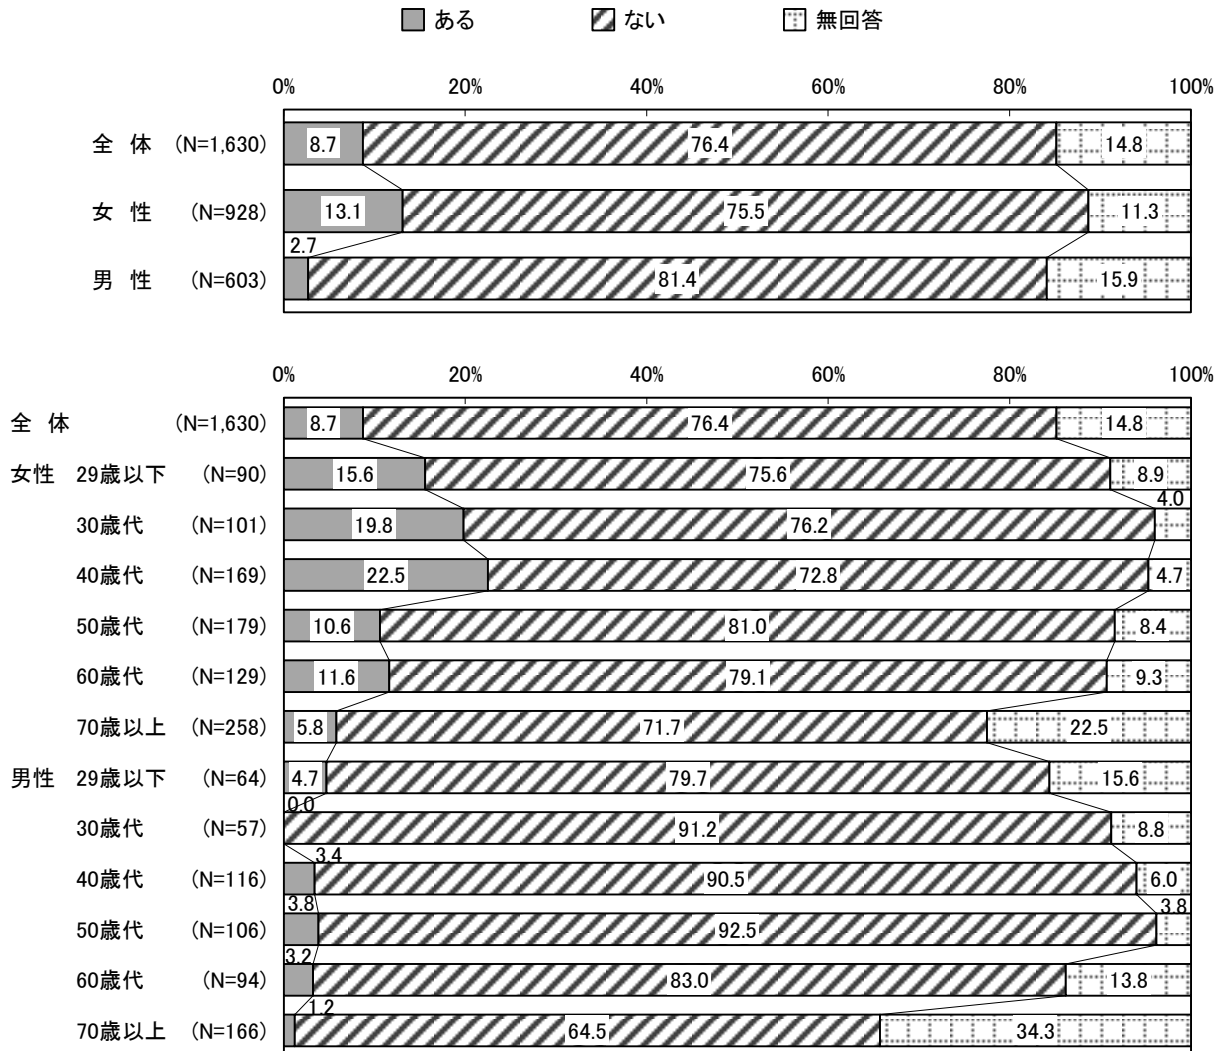 ある ない 無回答
0% 20% 40% 60% 80% 100%
全 体 (N=1,630) 8.7 76.4 14.8
女 性 (N=928) 13.1 75.5 11.3
2.7
男 性 (N=603) 81.4 15.9
0% 20% 40% 60% 80% 100%
全 体 (N=1,630) 8.7 76.4 14.8
女性 29歳以下 (N=90) 15.6 75.6 8.9
4.0
30歳代 (N=101) 19.8 76.2
40歳代 (N=169) 22.5 72.8 4.7
50歳代 (N=179) 10.6 81.0 8.4
60歳代 (N=129) 11.6 79.1 9.3
70歳以上 (N=258) 5.8 71.7 22.5
男性 29歳以下 (N=64) 4.7 79.7 15.6
0.0
30歳代 (N=57) 91.2 8.8
3.4
40歳代 (N=116) 90.5 6.0
3.8 3.8
50歳代 (N=106) 92.5
3.2
60歳代 (N=94) 83.0 13.8
1.2
70歳以上 (N=166) 64.5 34.3